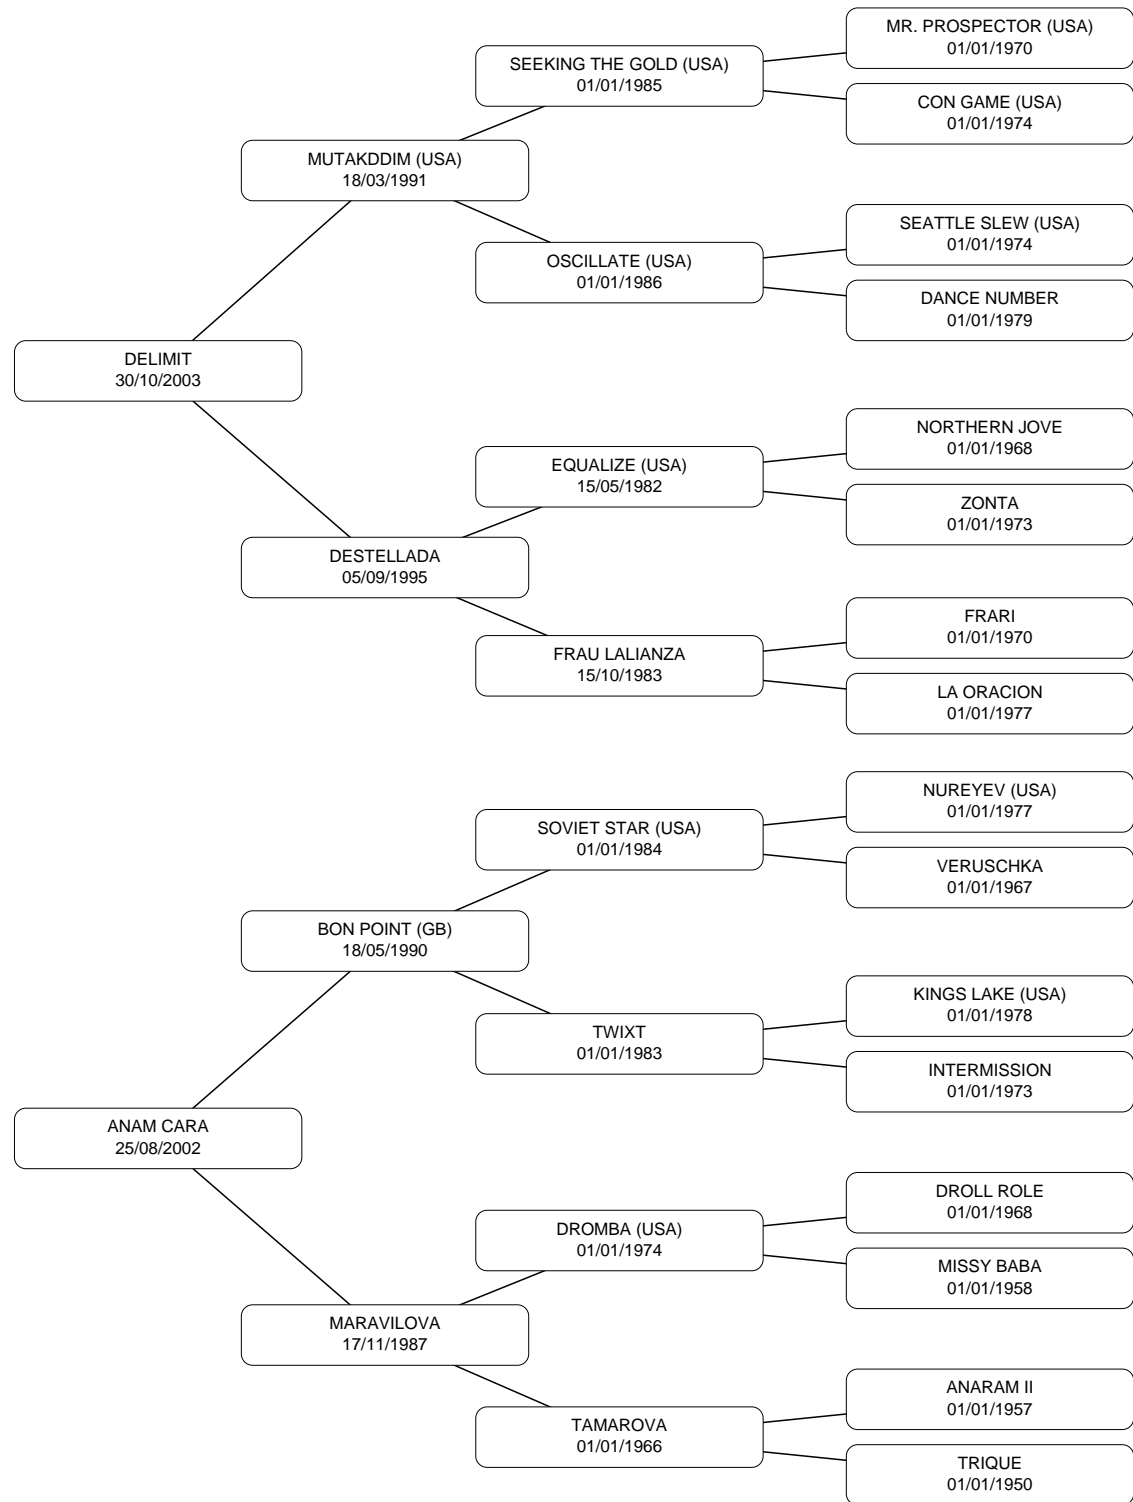 MR. PROSPECTOR (USA)
01/01/1970
SEEKING THE GOLD (USA)
01/01/1985
CON GAME (USA)
01/01/1974
MUTAKDDIM (USA)
18/03/1991
SEATTLE SLEW (USA)
01/01/1974
OSCILLATE (USA)
01/01/1986
DANCE NUMBER
01/01/1979
DELIMIT
30/10/2003
NORTHERN JOVE
01/01/1968
EQUALIZE (USA)
15/05/1982
ZONTA
01/01/1973
DESTELLADA
05/09/1995
FRARI
01/01/1970
FRAU LALIANZA
15/10/1983
LA ORACION
01/01/1977
NUREYEV (USA)
01/01/1977
SOVIET STAR (USA)
01/01/1984
VERUSCHKA
01/01/1967
BON POINT (GB)
18/05/1990
KINGS LAKE (USA)
01/01/1978
TWIXT
01/01/1983
INTERMISSION
01/01/1973
ANAM CARA
25/08/2002
DROLL ROLE
01/01/1968
DROMBA (USA)
01/01/1974
MISSY BABA
01/01/1958
MARAVILOVA
17/11/1987
ANARAM II
01/01/1957
TAMAROVA
01/01/1966
TRIQUE
01/01/1950